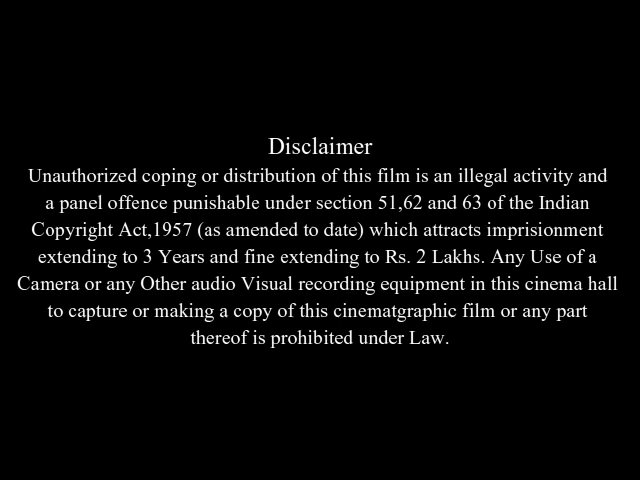 Disclaimer
Unauthorized coping or distribution of this film is an illegal activity and
a panel offence punishable under section 51,62 and 63 of the Indian
Copyright Act,1957 (as amended to date) which attracts imprisionment
extending to 3 Years and fine extending to Rs. 2 Lakhs. Any Use of a
Camera or any Other audio Visual recording equipment in this cinema hall
to capture or making a copy of this cinematgraphic film or any part
thereof is prohibited under Law.